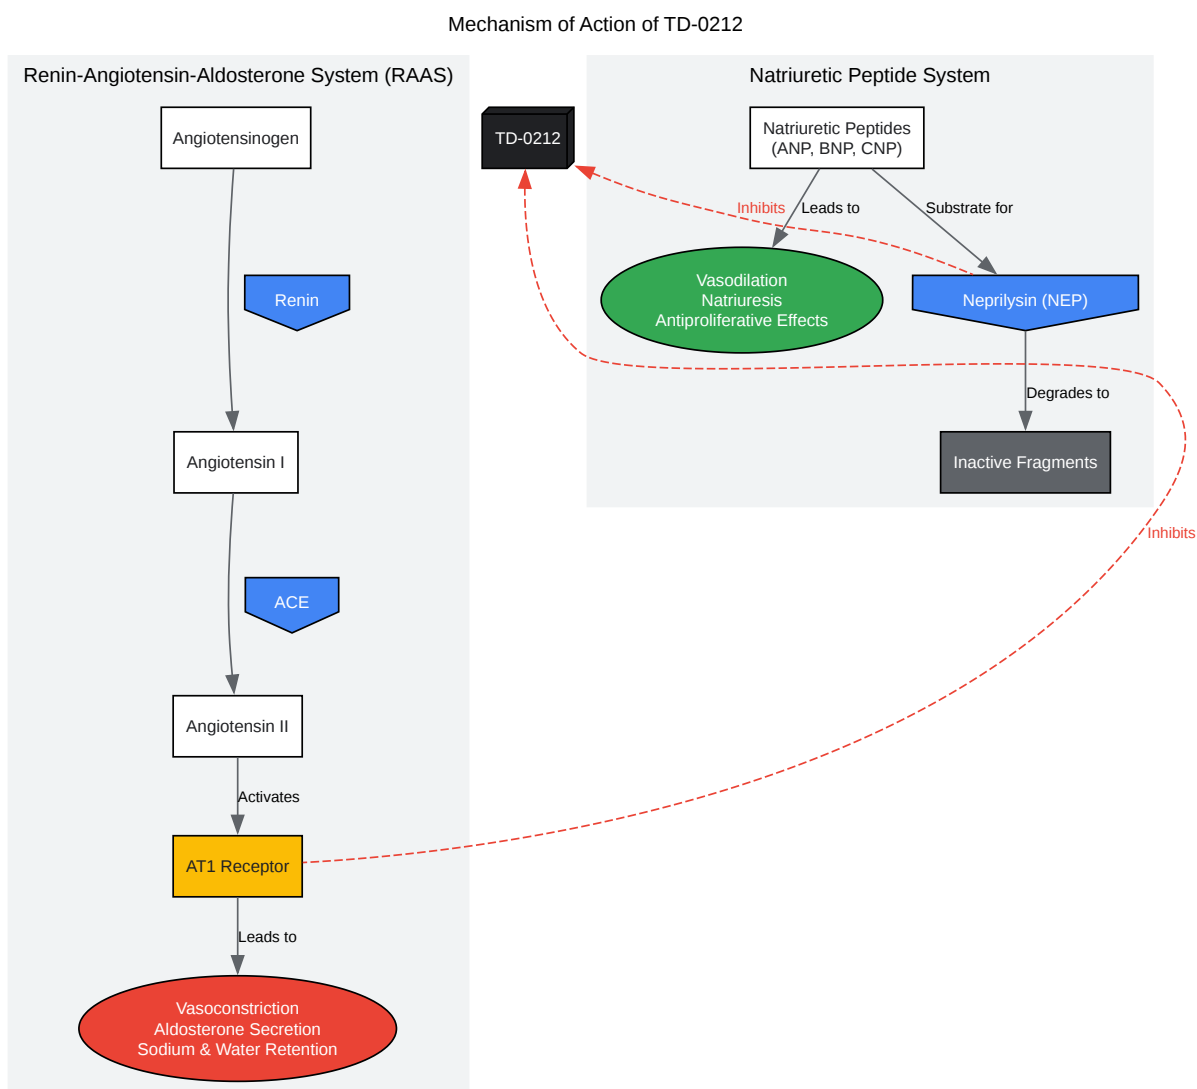 Mechanism of Action of TD-0212
Renin-Angiotensin-Aldosterone System (RAAS)
Angiotensinogen
Renin
Angiotensin I
ACE
Angiotensin II
Activates
AT1 Receptor
Leads to
Vasoconstriction
Aldosterone Secretion
Sodium & Water Retention
TD-0212
Natriuretic Peptide System
Natriuretic Peptides
(ANP, BNP, CNP)
Inhibits
Leads to
Substrate for
Vasodilation
Natriuresis
Antiproliferative Effects
Neprilysin (NEP)
Degrades to
Inactive Fragments
Inhibits